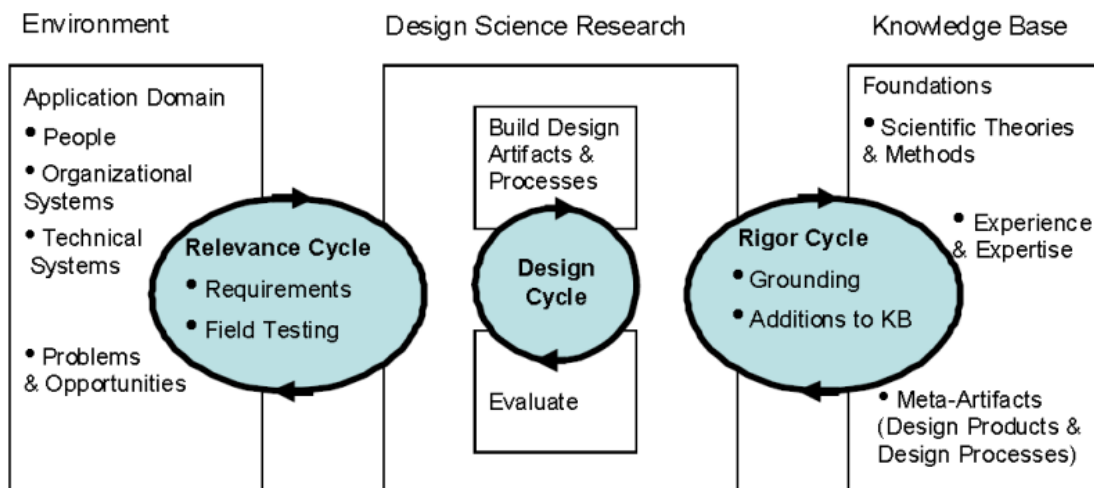 Environment
Design Science Research
Knowledge Base
Application Domain
• People
• Organizational
Systems
• Technical
Systems
• Problems
& Opportunities
Relevance Cycle
• Requirements
• Field Testing
Build Design
Artifacts &
Processes
Design
Cycle
Evaluate
Rigor Cycle
• Grounding
• Additions to KB
Foundations
• Scientific Theories
& Methods
• Experience
& Expertise
• Meta-Artifacts
(Design Products &
Design Processes)